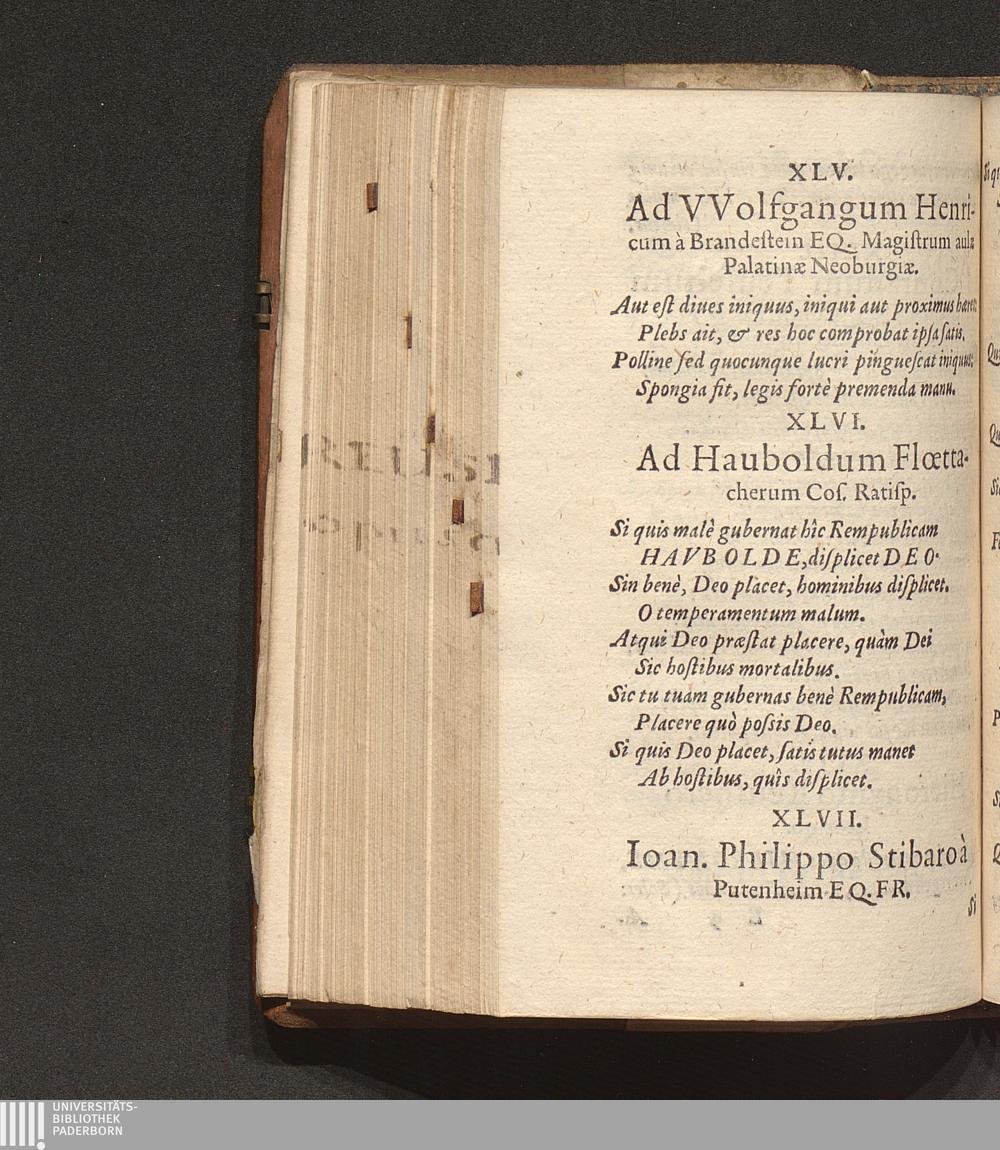 XLV.
Ad VVolfgangum Henri-
cum à Brandeſtein EQ. Magiſtrum aulæ
Palatinæ Neoburgiæ.
Aut eſt diues iniquus, iniqui aut proximus hæres:
Plebs ait, & res hoc comprobat ipſa ſatis.
Polline ſed quocunque lucri pingueſcat iniquus:
Spongia fit, legis fortè premenda manu.
XLVI.
Ad Hauboldum Flœtta-
cherum Coſ. Ratiſp.
Si quis malè gubernat hîc Rempublicam
HAVBOLDE, diſplicet DEO.
Sin benè, Deo placet, hominibus diſplicet.
O temperamentum malum.
Atqui Deo præſtat placere, quàm Dei
Sic hoſtibus mortalibus.
Sic tu tuam gubernas benè Rempublicam,
Placere quò poſsis Deo.
Si quis Deo placet, ſatis tutus manet
Ab hoſtibus, quîs diſplicet.
XLVII.
Ioan. Philippo Stibaro à
Putenheim EQ. FR.
Si
UNIVERSITÄTS-
BIBLIOTHEK
PADERBORN